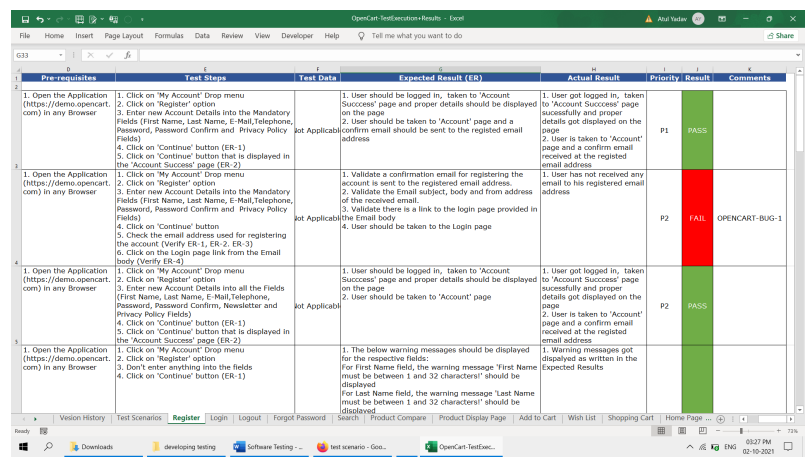 OpenCart-TestExecution+Results - Excel
Atul Yadav AY
File Home Insert Page Layout Formulas Data Review View Developer Help Tell me what you want to do Share
G33 fx
D E F G H I J K
1 Pre-requisites Test Steps Test Data Expected Result (ER) Actual Result Priority Result Comments
2
1. Open the Application
(https://demo.opencart.
com) in any Browser
1. Click on 'My Account' Drop menu
2. Click on 'Register' option
3. Enter new Account Details into the Mandatory
Fields (First Name, Last Name, E-Mail,Telephone,
Password, Password Confirm and Privacy Policy
Fields)
4. Click on 'Continue' button (ER-1)
5. Click on 'Continue' button that is displayed in
the 'Account Success' page (ER-2)
Not Applicabl
1. User should be logged in, taken to 'Account
Succcess' page and proper details should be displayed
on the page
2. User should be taken to 'Account' page and a
confirm email should be sent to the registed email
address
1. User got logged in, taken
to 'Account Succcess' page
sucessfully and proper
details got displayed on the
page
2. User is taken to 'Account'
page and a confirm email
received at the registed
email address
P1
PASS
3
1. Open the Application
(https://demo.opencart.
com) in any Browser
1. Click on 'My Account' Drop menu
2. Click on 'Register' option
3. Enter new Account Details into the Mandatory
Fields (First Name, Last Name, E-Mail,Telephone,
Password, Password Confirm and Privacy Policy
Fields)
4. Click on 'Continue' button
5. Check the email address used for registering
the account (Verify ER-1, ER-2. ER-3)
6. Click on the Login page link from the Email
body (Verify ER-4)
Not Applicabl
1. Validate a confirmation email for registering the
account is sent to the registered email address.
2. Validate the Email subject, body and from address
of the received email.
3. Validate there is a link to the login page provided in
the Email body
4. User should be taken to the Login page
1. User has not received any
email to his registered email
address
P2
FAIL
OPENCART-BUG-1
4
1. Open the Application
(https://demo.opencart.
com) in any Browser
1. Click on 'My Account' Drop menu
2. Click on 'Register' option
3. Enter new Account Details into all the Fields
(First Name, Last Name, E-Mail,Telephone,
Password, Password Confirm, Newsletter and
Privacy Policy Fields)
4. Click on 'Continue' button (ER-1)
5. Click on 'Continue' button that is displayed in
the 'Account Success' page (ER-2)
Not Applicabl
1. User should be logged in, taken to 'Account
Succcess' page and proper details should be displayed
on the page
2. User should be taken to 'Account' page
1. User got logged in, taken
to 'Account Succcess' page
sucessfully and proper
details got displayed on the
page
2. User is taken to 'Account'
page and a confirm email
received at the registed
email address
P2
PASS
5
1. Open the Application
(https://demo.opencart.
com) in any Browser
1. Click on 'My Account' Drop menu
2. Click on 'Register' option
3. Don't enter anything into the fields
4. Click on 'Continue' button (ER-1)
1. The below warning messages should be displayed
for the respective fields:
For First Name field, the warning message 'First Name
must be between 1 and 32 characters!' should be
displayed
For Last Name field, the warning message 'Last Name
must be between 1 and 32 characters!' should be
displayed
1. Warning messages got
dispalyed as written in the
Expected Results
Vesion History Test Scenarios Register Login Logout Forgot Password Search Product Compare Product Display Page Add to Cart Wish List Shopping Cart Home Page ...
Ready 73%
Downloads developing testing Software Testing - ... test scenario - Goo... OpenCart-TestExec... ENG 03:27 PM
02-10-2021